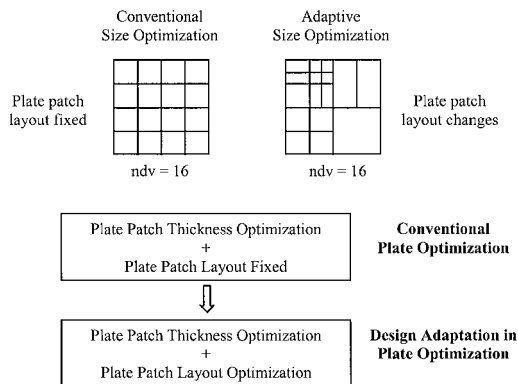 Conventional
Size Optimization
Adaptive
Size Optimization
Plate patch
layout fixed
Plate patch
layout changes
ndv = 16
ndv = 16
Plate Patch Thickness Optimization
+
Plate Patch Layout Fixed
Conventional
Plate Optimization
Plate Patch Thickness Optimization
+
Plate Patch Layout Optimization
Design Adaptation in
Plate Optimization